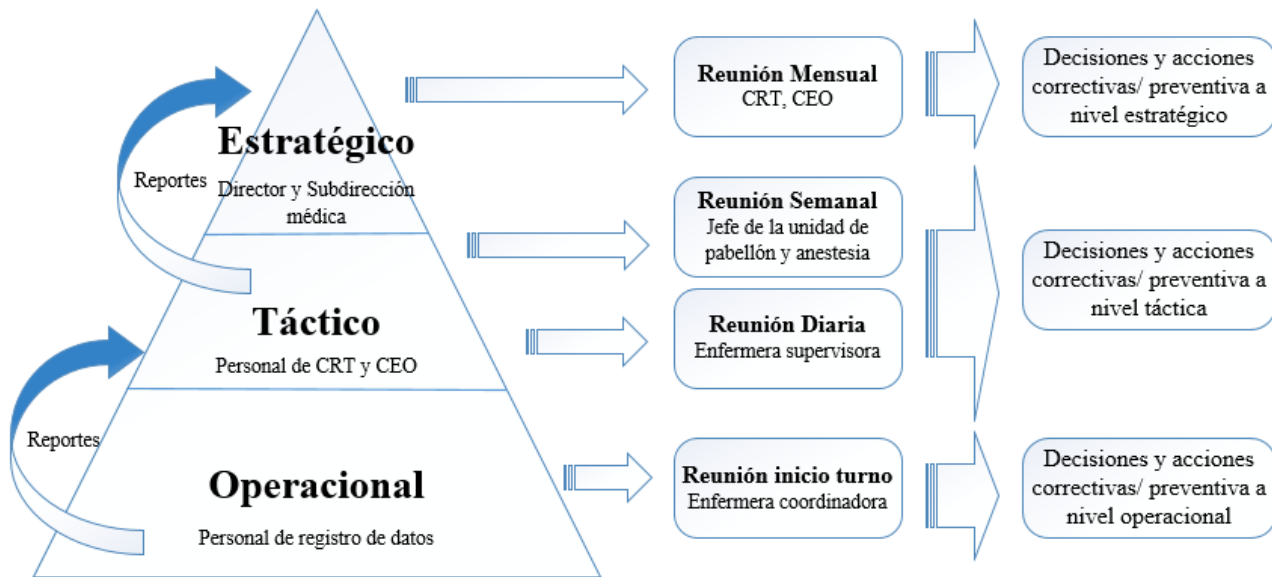 Estratégico
Director y Subdirección
médica
Reportes
Táctico
Personal de CRT y CEO
Reportes
Operacional
Personal de registro de datos
Reunión Mensual
CRT, CEO
Decisiones y acciones
correctivas/ preventiva a
nivel estratégico
Reunión Semanal
Jefe de la unidad de
pabellón y anestesia
Reunión Diaria
Enfermera supervisora
Decisiones y acciones
correctivas/ preventiva a
nivel táctica
Reunión inicio turno
Enfermera coordinadora
Decisiones y acciones
correctivas/ preventiva a
nivel operacional